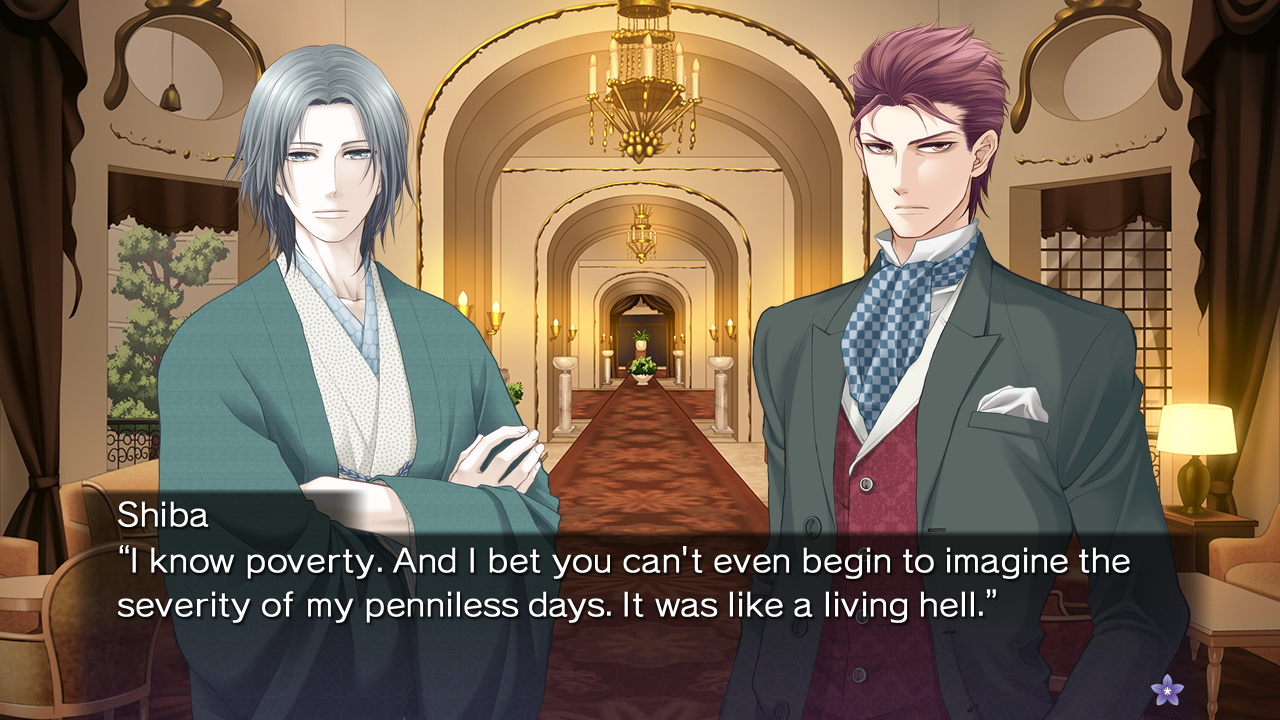 Shiba
“I know poverty. And I bet you can't even begin to imagine the
severity of my penniless days. It was like a living hell.”